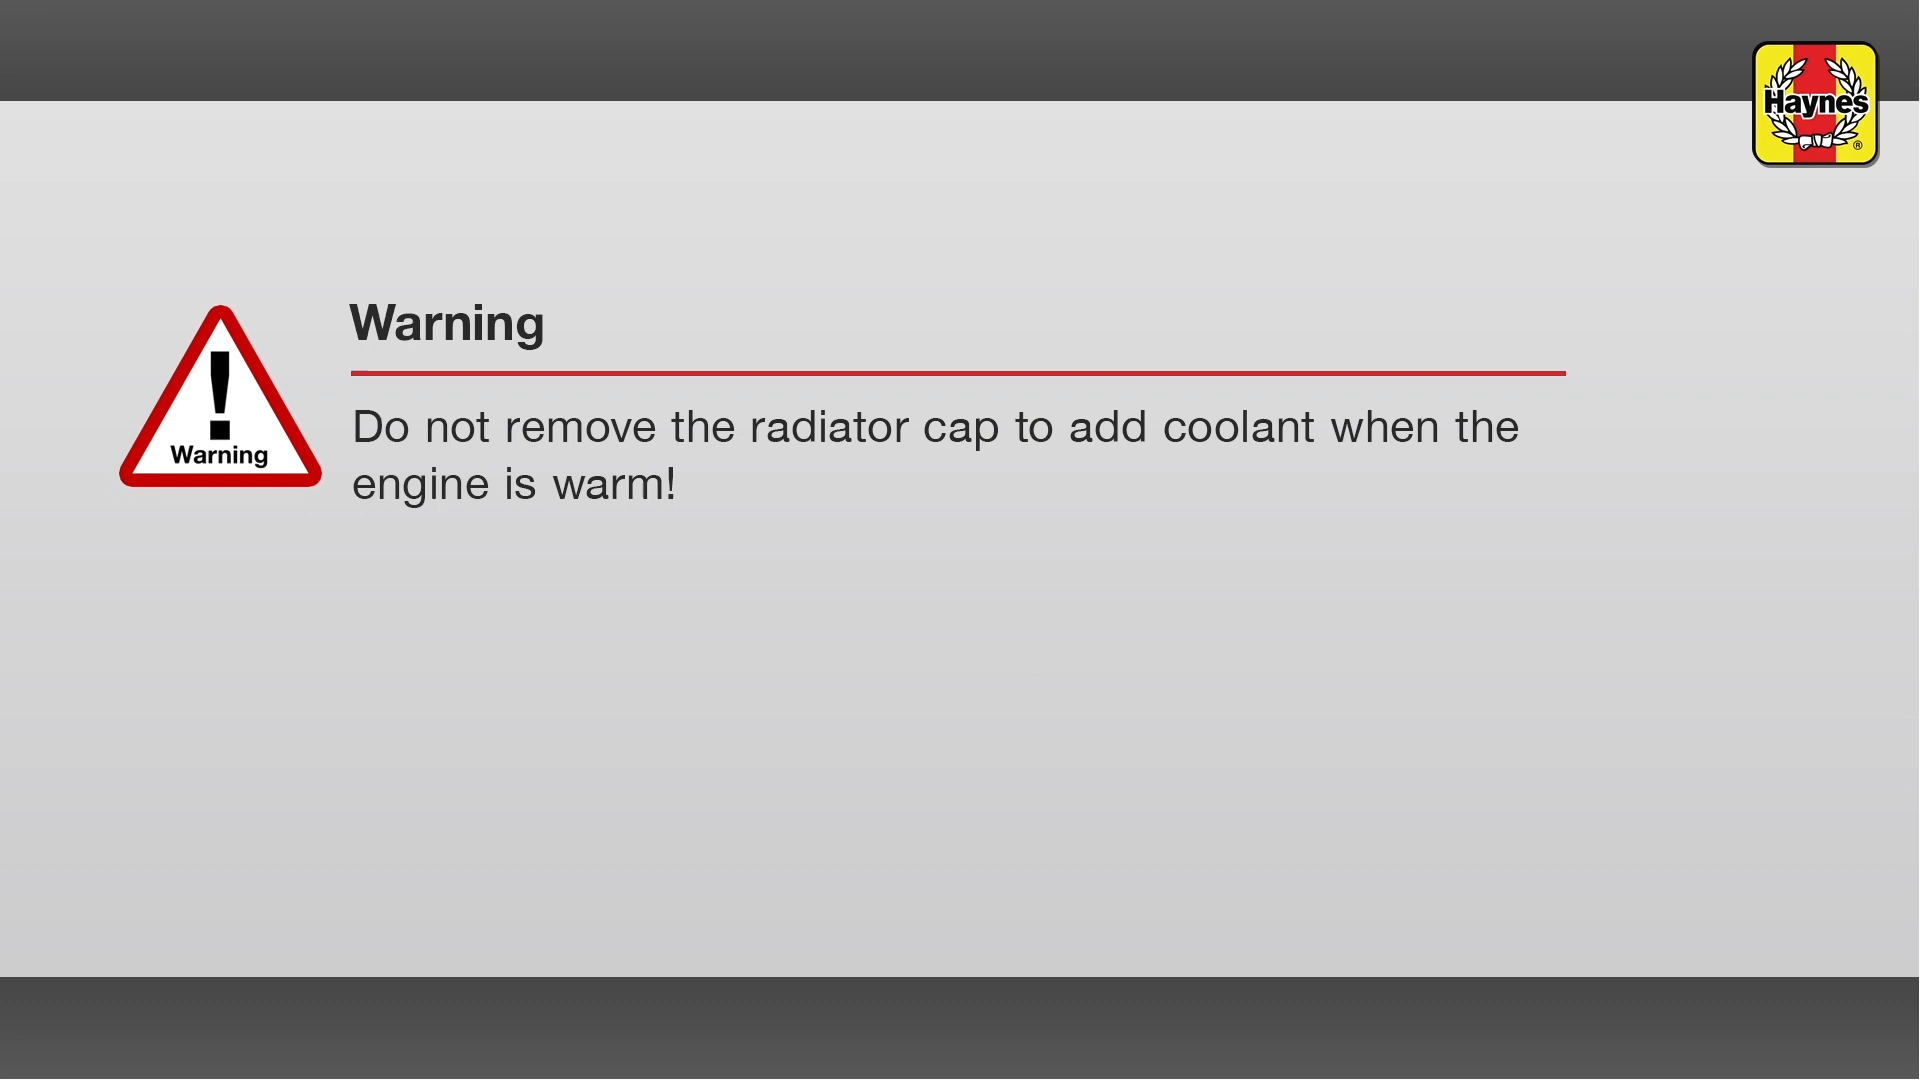 Haynes
®
Warning
!
Warning
Do not remove the radiator cap to add coolant when the
engine is warm!